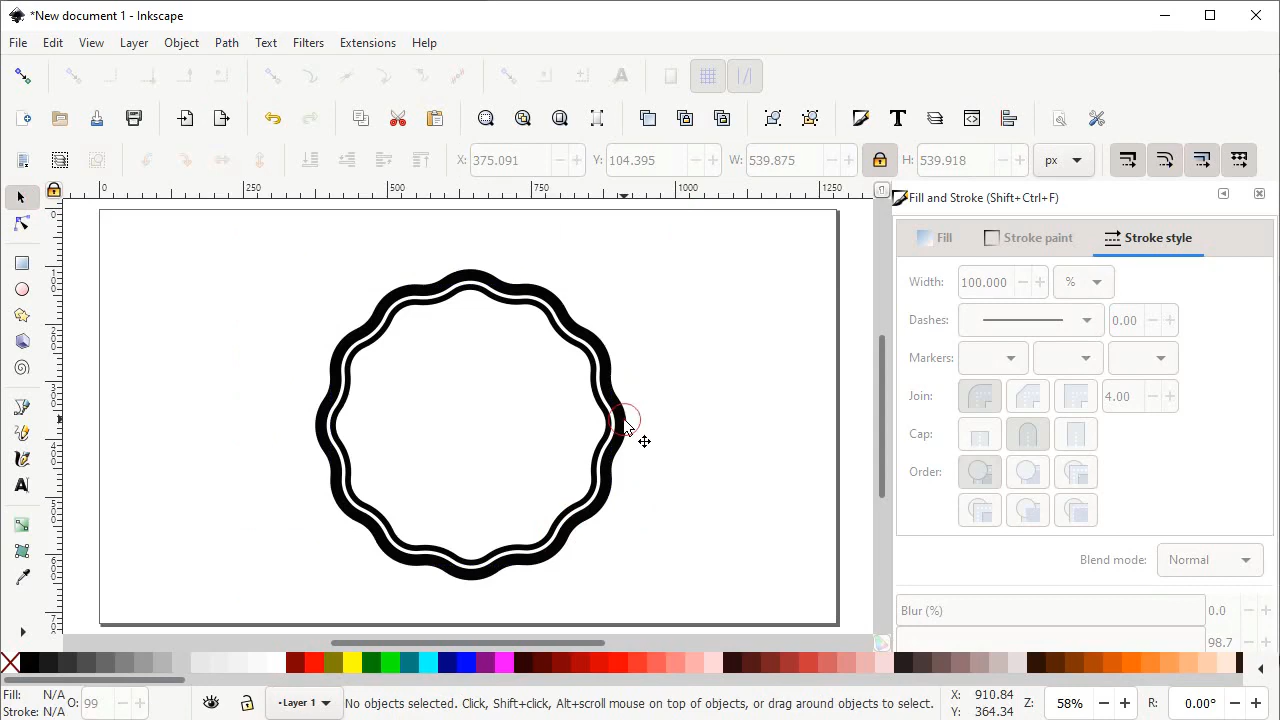 *New document 1 - Inkscape
File Edit View Layer Object Path Text Filters Extensions Help
X: 325.091 Y: 104.395 W: 539.875 H: 539.918 px
0 250 500 750 1000 1250
Fill and Stroke (Shift+Ctrl+F)
Fill Stroke paint Stroke style
Width: 100.000 %
Dashes: 0.00
Markers:
Join: 4.00
Cap:
Order:
Blend mode: Normal
Blur (%) 0.0
98.7
Fill: N/A
Stroke: N/A
O: 99
Layer 1
No objects selected. Click, Shift+click, Alt+scroll mouse on top of objects, or drag around objects to select.
X: 910.84
Y: 364.34
Z: 58%
R: 0.00°